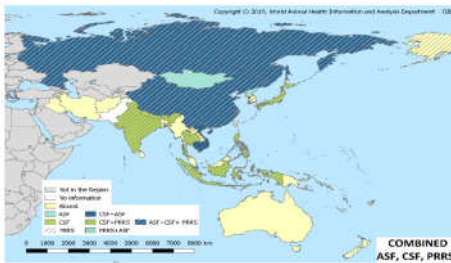 Copyright (C) 2019, World Animal Health Information and Analysis Department
Not in the Region
No information
Absent
ASF
CSF
PRRS
CSF+ASF
CSF+PRRS
PRRS+ASF
ASF+CSF+ PRRS
0 1000 2000 3000 4000 5000 6000 7000 8000 km
COMBINED
ASF, CSF, PRRS